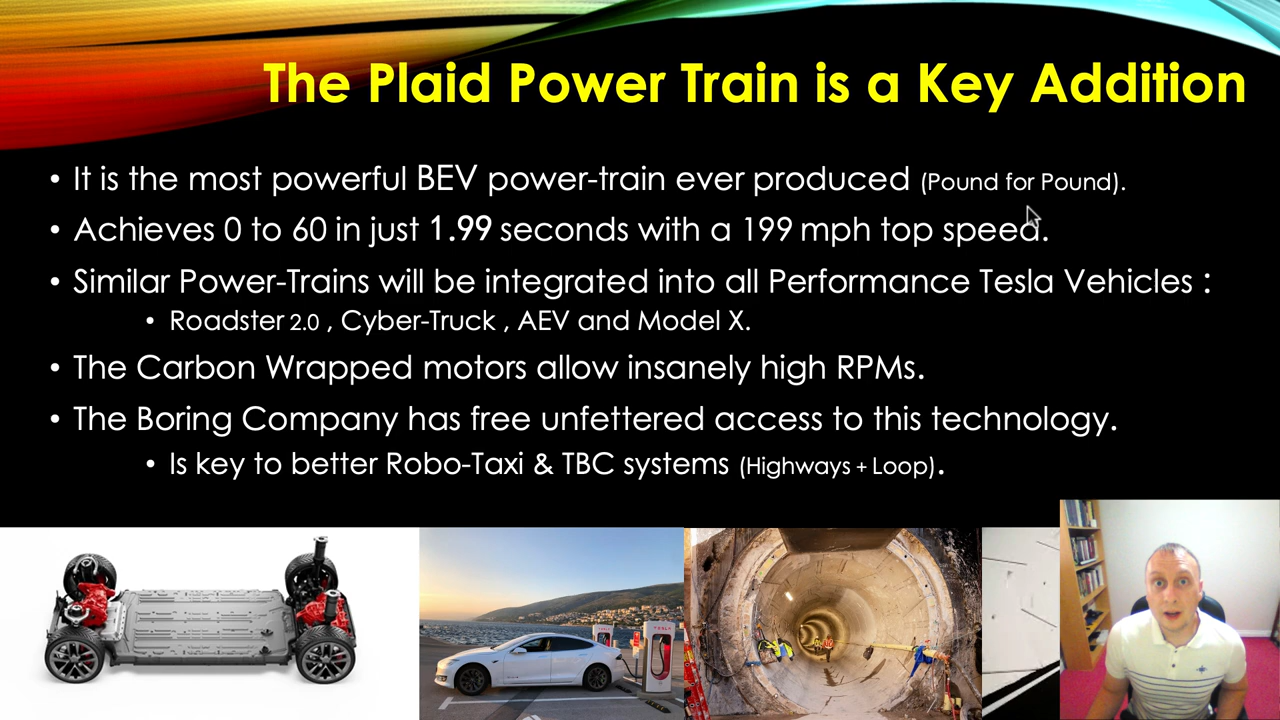 The Plaid Power Train is a Key Addition
• It is the most powerful BEV power-train ever produced (Pound for Pound).
• Achieves 0 to 60 in just 1.99 seconds with a 199 mph top speed.
• Similar Power-Trains will be integrated into all Performance Tesla Vehicles :
• Roadster 2.0 , Cyber-Truck , AEV and Model X.
• The Carbon Wrapped motors allow insanely high RPMs.
• The Boring Company has free unfettered access to this technology.
• Is key to better Robo-Taxi & TBC systems (Highways + Loop).
TESLA